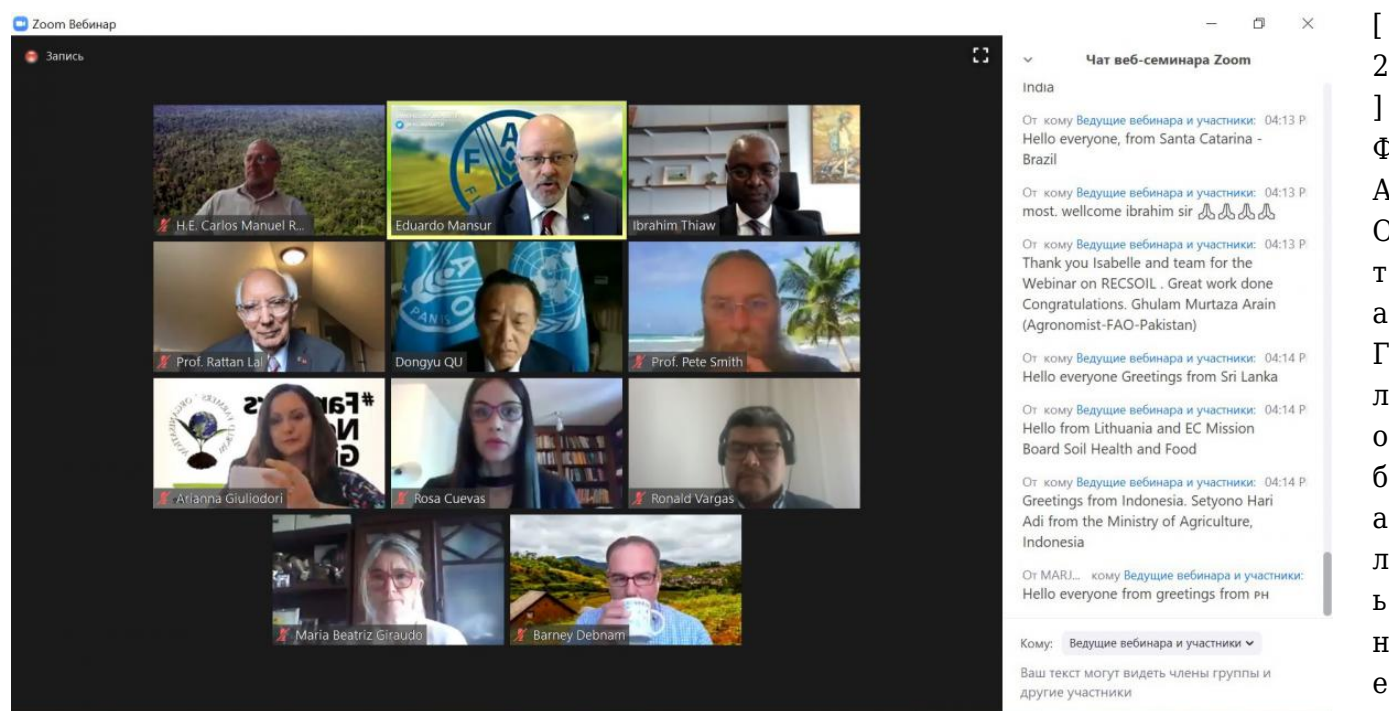 Zoom Вебинар
Запись
H.E. Carlos Manuel R...
FAO
Eduardo Mansur
Ibrahim Thiaw
Prof. Rattan Lal
PANIS
Dongyu QU
Prof. Pete Smith
Arianna Giuliodori
Rosa Cuevas
Ronald Vargas
Maria Beatriz Giraudo
Barney Debnam
Чат веб-семинара Zoom
India
От кому Ведущие вебинара и участники: 04:13 P
Hello everyone, from Santa Catarina -
Brazil
От кому Ведущие вебинара и участники: 04:13 P
most. wellcome ibrahim sir 🙏🙏🙏🙏
От кому Ведущие вебинара и участники: 04:13 P
Thank you Isabelle and team for the
Webinar on RECSOIL . Great work done
Congratulations. Ghulam Murtaza Arain
(Agronomist-FAO-Pakistan)
От кому Ведущие вебинара и участники: 04:14 P
Hello everyone Greetings from Sri Lanka
От кому Ведущие вебинара и участники: 04:14 P
Hello from Lithuania and EC Mission
Board Soil Health and Food
От кому Ведущие вебинара и участники: 04:14 P
Greetings from Indonesia. Setyono Hari
Adi from the Ministry of Agriculture,
Indonesia
От MARJ... кому Ведущие вебинара и участники:
Hello everyone from greetings from PH
Кому: Ведущие вебинара и участники
Ваш текст могут видеть члены группы и
другие участники
[
2
]
Ф
А
О
т
а
Г
л
о
б
а
л
ь
н
е